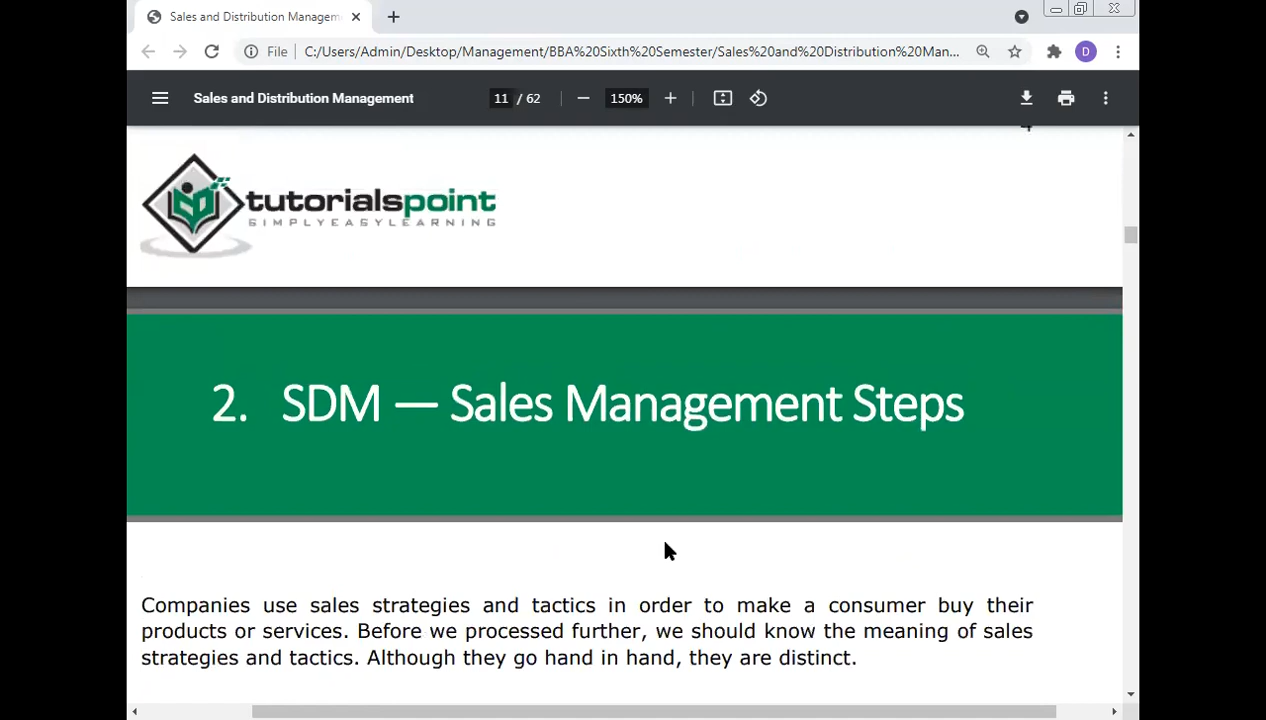 Sales and Distribution Managem
File C:/Users/Admin/Desktop/Management/BBA%20Sixth%20Semester/Sales%20and%20Distribution%20Man...
D
Sales and Distribution Management 11 / 62 150%
tutorialspoint
SIMPLYEASYLEARNING
2. SDM — Sales Management Steps
Companies use sales strategies and tactics in order to make a consumer buy their
products or services. Before we processed further, we should know the meaning of sales
strategies and tactics. Although they go hand in hand, they are distinct.